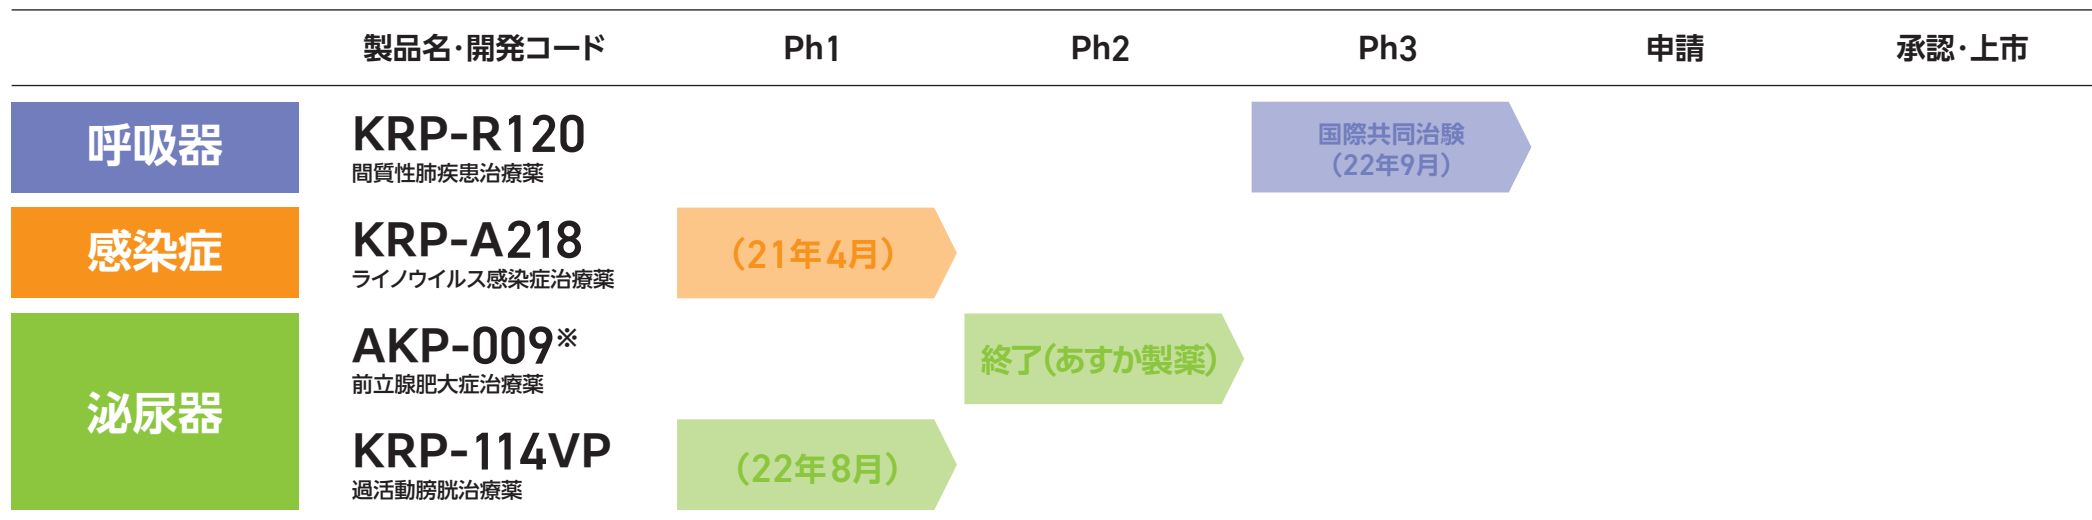 製品名・開発コード Ph1 Ph2 Ph3 申請 承認・上市
呼吸器
KRP-R120
間質性肺疾患治療薬
国際共同治験
（22年9月）
感染症
KRP-A218
ライノウイルス感染症治療薬
（21年4月）
泌尿器
AKP-009※
前立腺肥大症治療薬
終了（あすか製薬）
KRP-114VP
過活動膀胱治療薬
（22年8月）